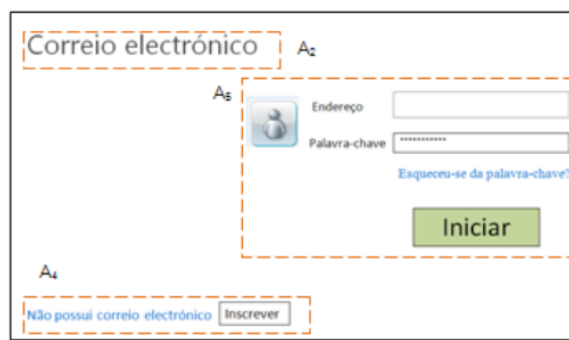 Correio electrónico
A₂
A₅
Endereço
Palavra-chave
***********
Esqueceu-se da palavra-chave?
Iniciar
A₄
Não possui correio electrónico
Inscrever